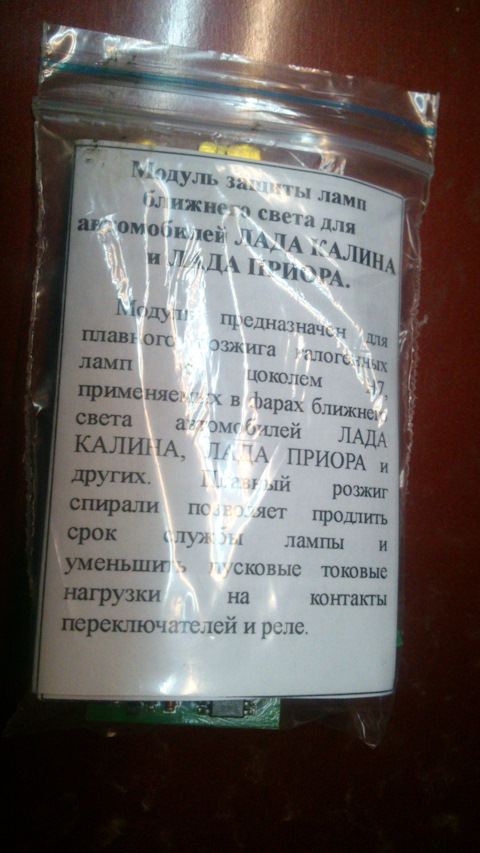 Модуль защиты ламп
ближнего света для
автомобилей ЛАДА КАЛИНА
и ЛАДА ПРИОРА.
Модуль предназначен для
плавного розжига галогенных
ламп с цоколем H7,
применяемых в фарах ближнего
света автомобилей ЛАДА
КАЛИНА, ЛАДА ПРИОРА и
других. Плавный розжиг
спирали позволяет продлить
срок службы лампы и
уменьшить пусковые токовые
нагрузки на контакты
переключателей и реле.